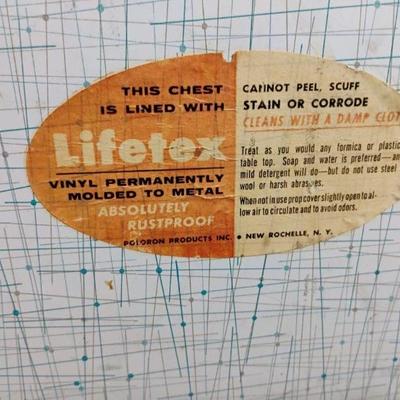 THIS CHEST
IS LINED WITH
Lifetex
VINYL PERMANENTLY
MOLDED TO METAL
ABSOLUTELY
RUSTPROOF
CANNOT PEEL, SCUFF
STAIN OR CORRODE
CLEANS WITH A DAMP CLOT
Treat as you would any formica or plastic
table top. Soap and water is preferred—an
mild detergent will do—but do not use steel
wool or harsh abrasives.
When not in use prop cover slightly open to al-
low air to circulate and to avoid odors.
POLORON PRODUCTS INC. • NEW ROCHELLE, N. Y.